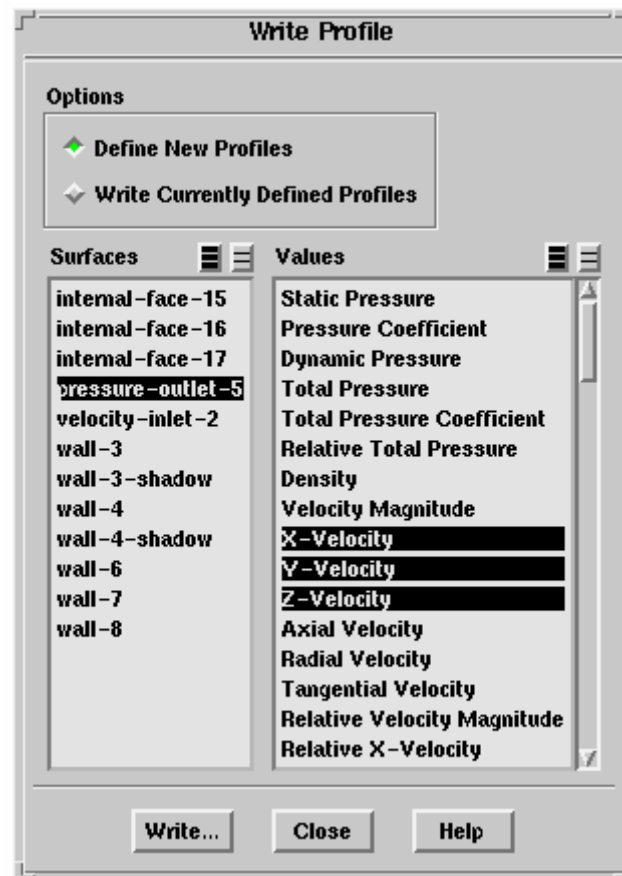 Write Profile
Options
Define New Profiles
Write Currently Defined Profiles
Surfaces
internal-face-15
internal-face-16
internal-face-17
pressure-outlet-5
velocity-inlet-2
wall-3
wall-3-shadow
wall-4
wall-4-shadow
wall-6
wall-7
wall-8
Values
Static Pressure
Pressure Coefficient
Dynamic Pressure
Total Pressure
Total Pressure Coefficient
Relative Total Pressure
Density
Velocity Magnitude
X-Velocity
Y-Velocity
Z-Velocity
Axial Velocity
Radial Velocity
Tangential Velocity
Relative Velocity Magnitude
Relative X-Velocity
Write...
Close
Help